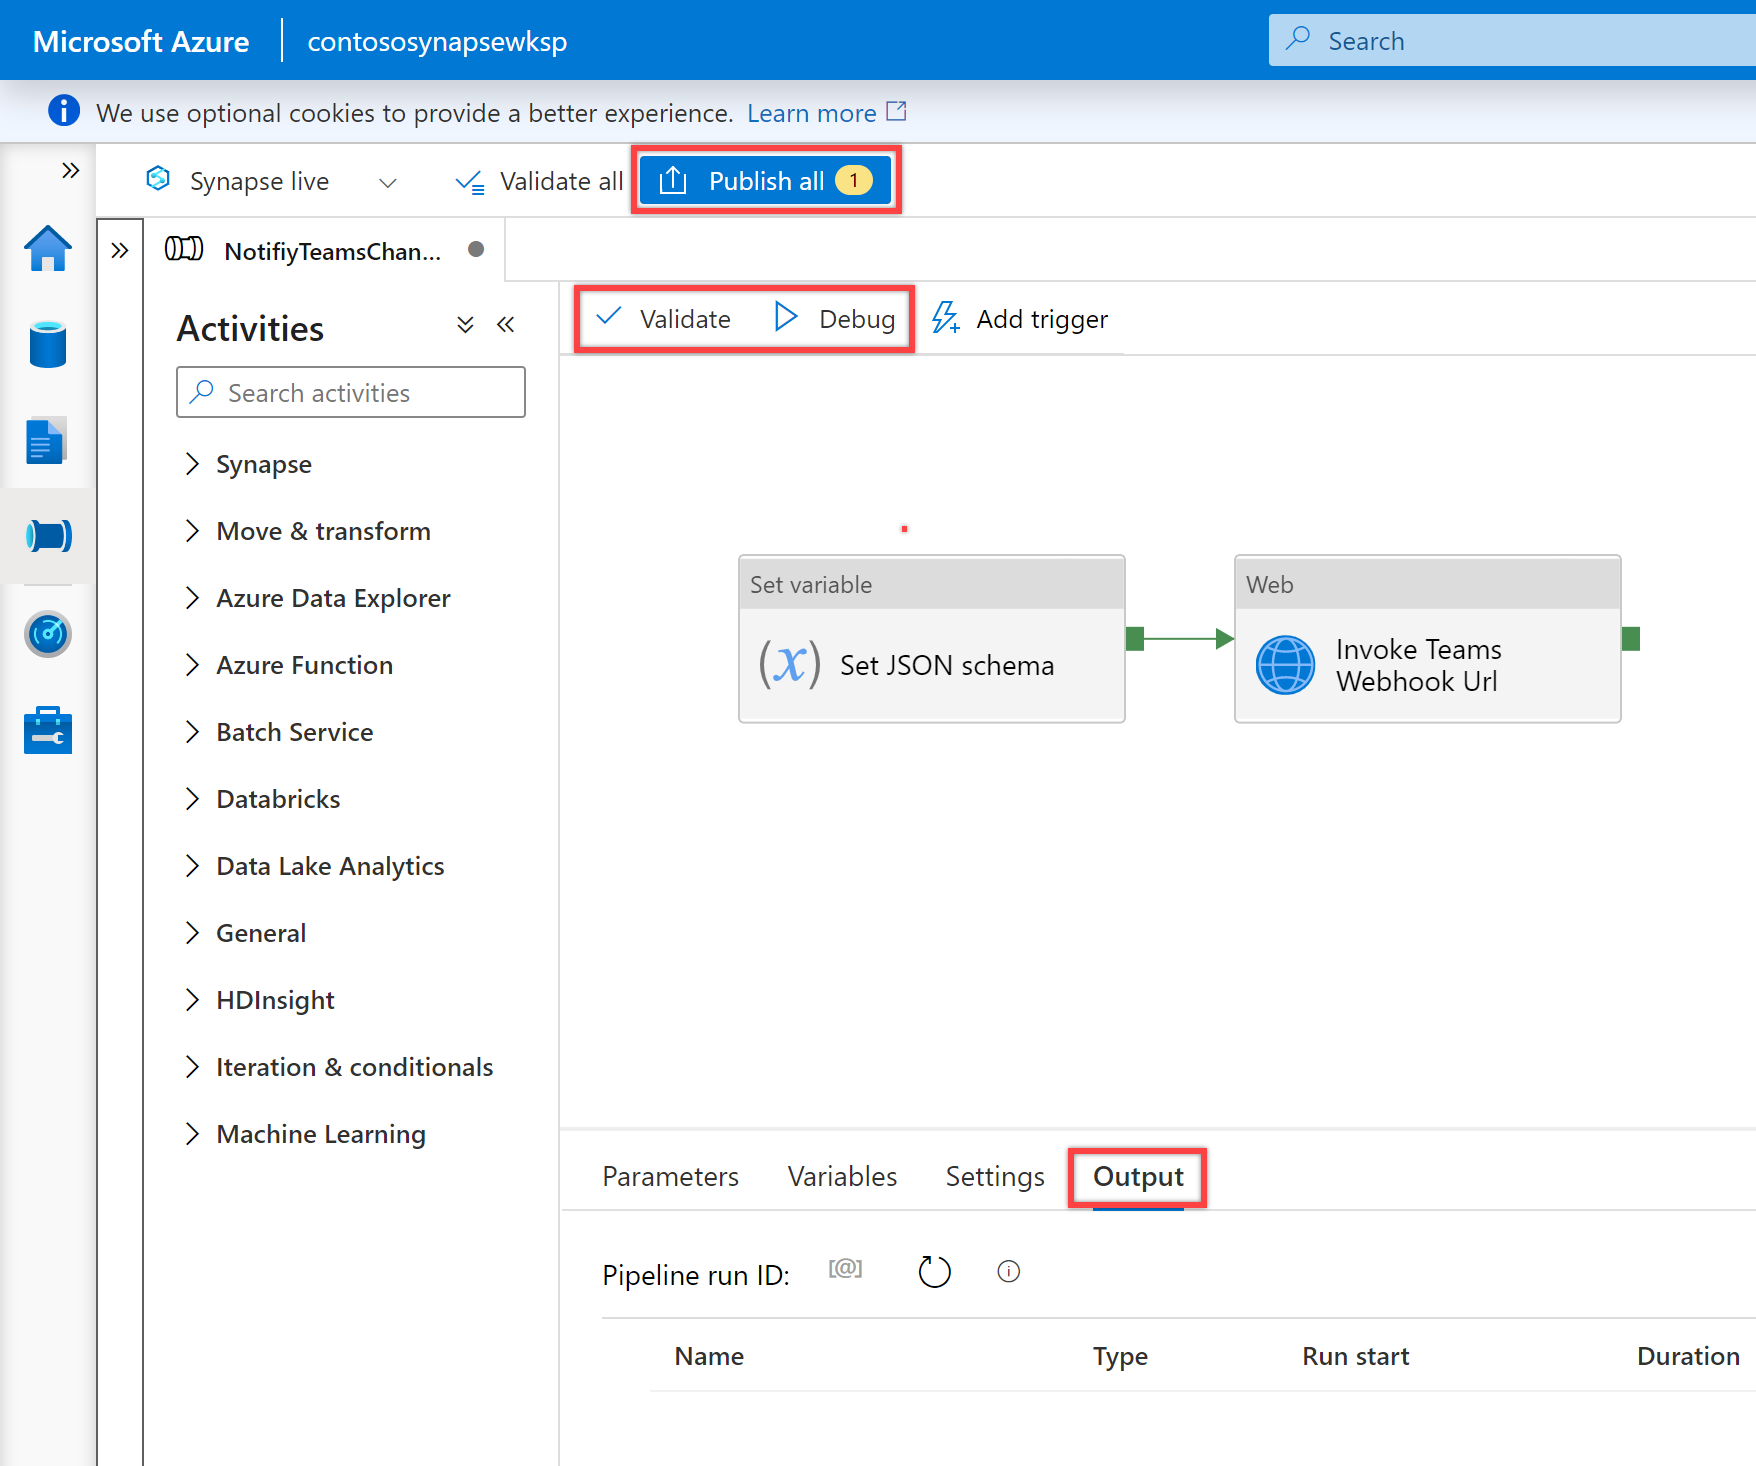 Microsoft Azure contososynapsewksp Search
We use optional cookies to provide a better experience. Learn more
Synapse live Validate all Publish all 1
NotifiyTeamsChan...
Validate Debug Add trigger
Activities
Search activities
Synapse
Move & transform
Azure Data Explorer
Azure Function
Batch Service
Databricks
Data Lake Analytics
General
HDInsight
Iteration & conditionals
Machine Learning
Set variable
(x) Set JSON schema
Web
Invoke Teams
Webhook Url
Parameters Variables Settings Output
Pipeline run ID: [@]
Name Type Run start Duration